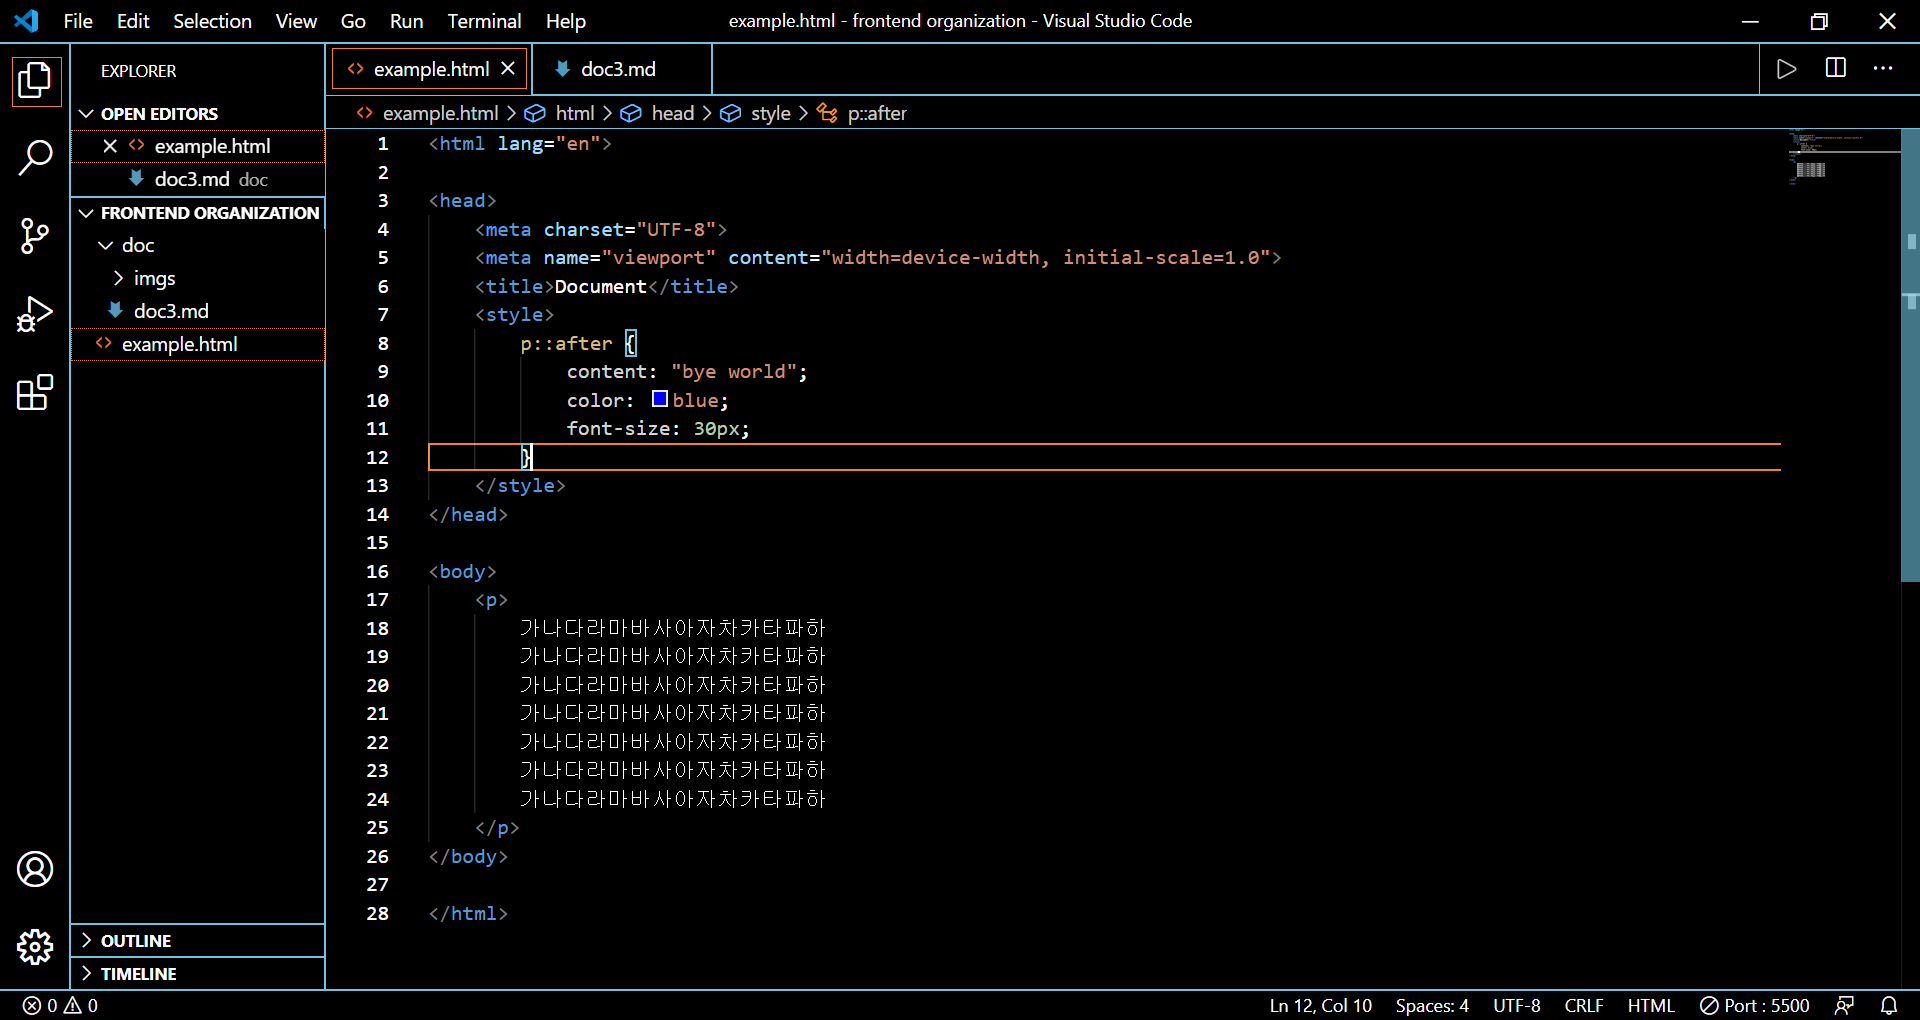 File Edit Selection View Go Run Terminal Help example.html - frontend organization - Visual Studio Code
EXPLORER
OPEN EDITORS
example.html
doc3.md doc
FRONTEND ORGANIZATION
doc
imgs
doc3.md
example.html
OUTLINE
TIMELINE
example.html doc3.md
example.html > html > head > style > p::after
1 <html lang="en">
2
3 <head>
4 <meta charset="UTF-8">
5 <meta name="viewport" content="width=device-width, initial-scale=1.0">
6 <title>Document</title>
7 <style>
8 p::after {
9 content: "bye world";
10 color: blue;
11 font-size: 30px;
12 }
13 </style>
14 </head>
15
16 <body>
17 <p>
18 가나다라마바사아자차카타파하
19 가나다라마바사아자차카타파하
20 가나다라마바사아자차카타파하
21 가나다라마바사아자차카타파하
22 가나다라마바사아자차카타파하
23 가나다라마바사아자차카타파하
24 가나다라마바사아자차카타파하
25 </p>
26 </body>
27
28 </html>
0 0 Ln 12, Col 10 Spaces: 4 UTF-8 CRLF HTML Port : 5500